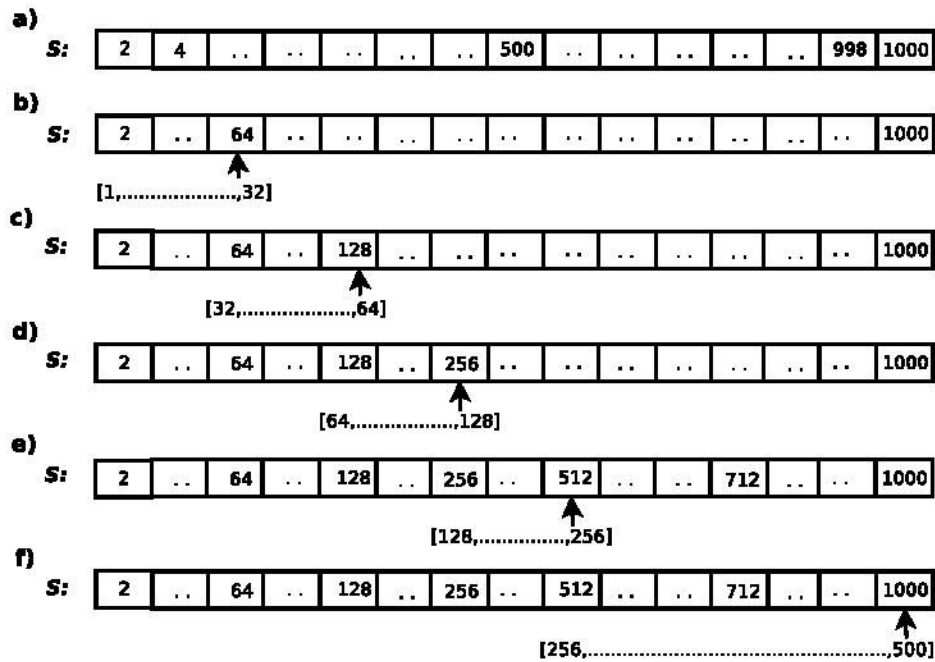 a)
S: 2 4 .. .. .. .. .. 500 .. .. .. .. .. 998 1000
b)
S: 2 .. 64 .. .. .. .. .. .. .. .. .. .. .. 1000
[1,......................,32]
c)
S: 2 .. 64 .. 128 .. .. .. .. .. .. .. .. .. 1000
[32,....................,64]
d)
S: 2 .. 64 .. 128 .. 256 .. .. .. .. .. .. .. 1000
[64,..................,128]
e)
S: 2 .. 64 .. 128 .. 256 .. 512 .. .. 712 .. .. 1000
[128,................,256]
f)
S: 2 .. 64 .. 128 .. 256 .. 512 .. .. 712 .. .. 1000
[256,......................................................,500]